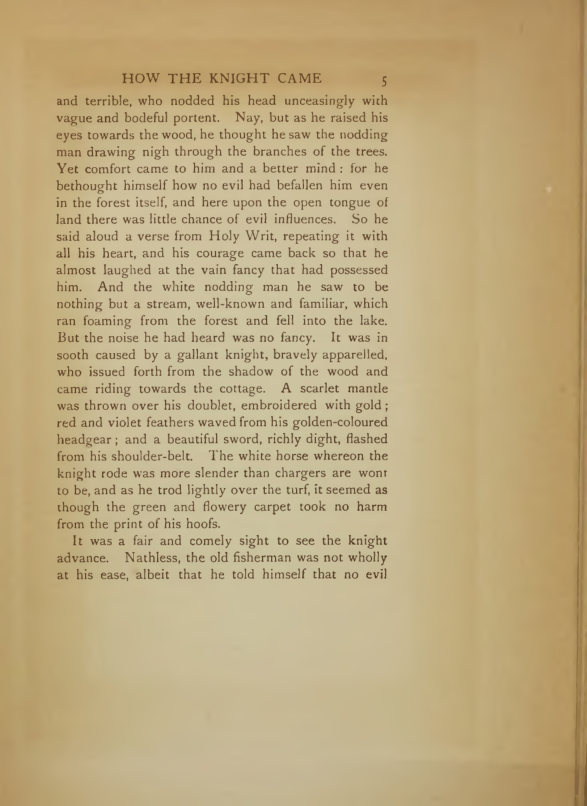 HOW THE KNIGHT CAME 5
and terrible, who nodded his head unceasingly with
vague and bodeful portent. Nay, but as he raised his
eyes towards the wood, he thought he saw the nodding
man drawing nigh through the branches of the trees.
Yet comfort came to him and a better mind : for he
bethought himself how no evil had befallen him even
in the forest itself, and here upon the open tongue of
land there was little chance of evil influences. So he
said aloud a verse from Holy Writ, repeating it with
all his heart, and his courage came back so that he
almost laughed at the vain fancy that had possessed
him. And the white nodding man he saw to be
nothing but a stream, well-known and familiar, which
ran foaming from the forest and fell into the lake.
But the noise he had heard was no fancy. It was in
sooth caused by a gallant knight, bravely apparelled,
who issued forth from the shadow of the wood and
came riding towards the cottage. A scarlet mantle
was thrown over his doublet, embroidered with gold ;
red and violet feathers waved from his golden-coloured
headgear ; and a beautiful sword, richly dight, flashed
from his shoulder-belt. The white horse whereon the
knight rode was more slender than chargers are wont
to be, and as he trod lightly over the turf, it seemed as
though the green and flowery carpet took no harm
from the print of his hoofs.
It was a fair and comely sight to see the knight
advance. Nathless, the old fisherman was not wholly
at his ease, albeit that he told himself that no evil